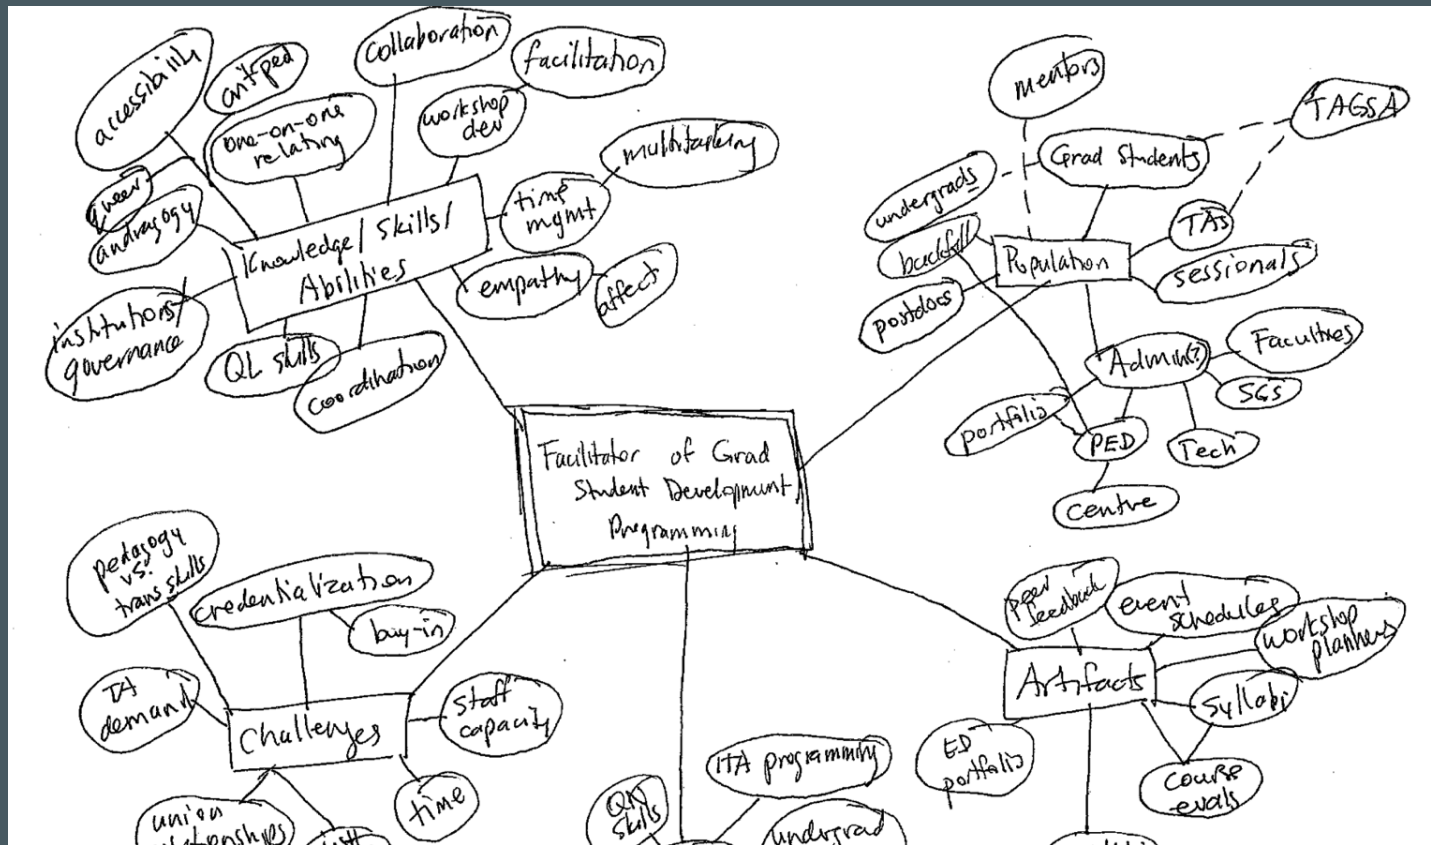 accessibility
crit ped
one-on-one
relating
collaboration
workshop
dev
facilitation
queer
andragogy
institutions/
governance
Knowledge/ Skills/
Abilities
time
mgmt
multitasking
empathy
affect
QL skills
coordination
mentors
TAGSA
Grad Students
undergrads
backfill
postdocs
Population
TAs
sessionals
Admin(?)
Faculties
SGS
portfolio
PED
Tech
Centre
Facilitator of Grad
Student Development
Programming
pedagogy
vs.
trans.skills
credentialization
buy-in
TA
demand
Challenges
staff
capacity
time
union
peer
feedback
event
schedules
workshop
planners
Artifacts
Syllabi
ED
portfolio
course
evals
ITA programming
skills
undergrad